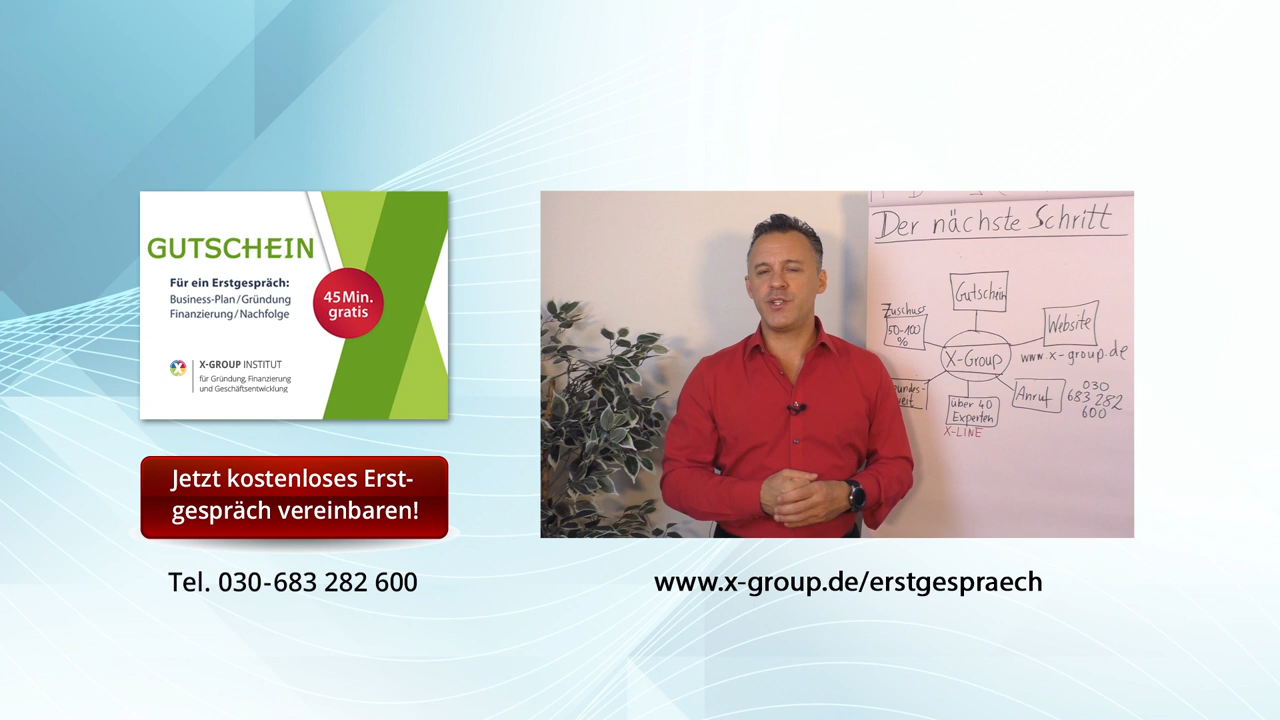 GUTSCHEIN
Für ein Erstgespräch:
Business-Plan/Gründung
Finanzierung/Nachfolge
45 Min.
gratis
X-GROUP INSTITUT
für Gründung, Finanzierung
und Geschäftsentwicklung
Jetzt kostenloses Erst-
gespräch vereinbaren!
Tel. 030-683 282 600
Der nächste Schritt
Gutschein
Zuschuss
50-100
%
Website
www.x-group.de
X-Group
Anruf
030
683 282
600
über 40
Experten
X-LINE
www.x-group.de/erstgespraech